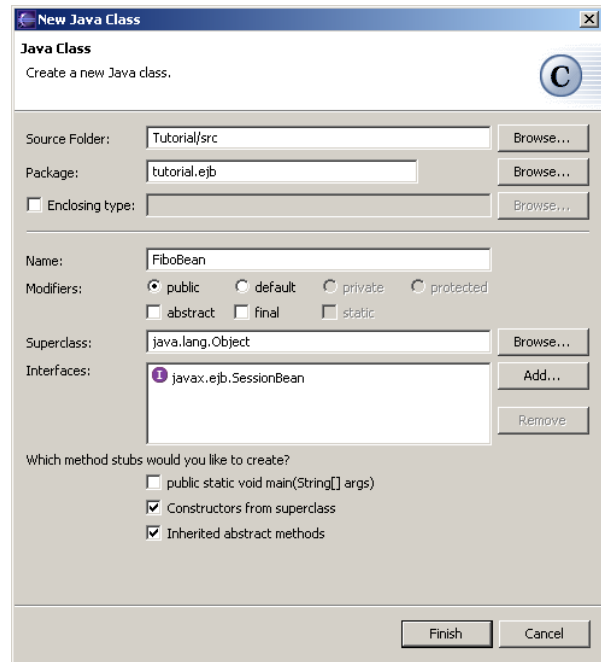 New Java Class
Java Class
Create a new Java class.
C
Source Folder: Tutorial/src Browse...
Package: tutorial.ejb Browse...
Enclosing type: Browse...
Name: FiboBean
Modifiers: public default private protected
abstract final static
Superclass: java.lang.Object Browse...
Interfaces: I javax.ejb.SessionBean Add...
Remove
Which method stubs would you like to create?
public static void main(String[] args)
Constructors from superclass
Inherited abstract methods
Finish Cancel